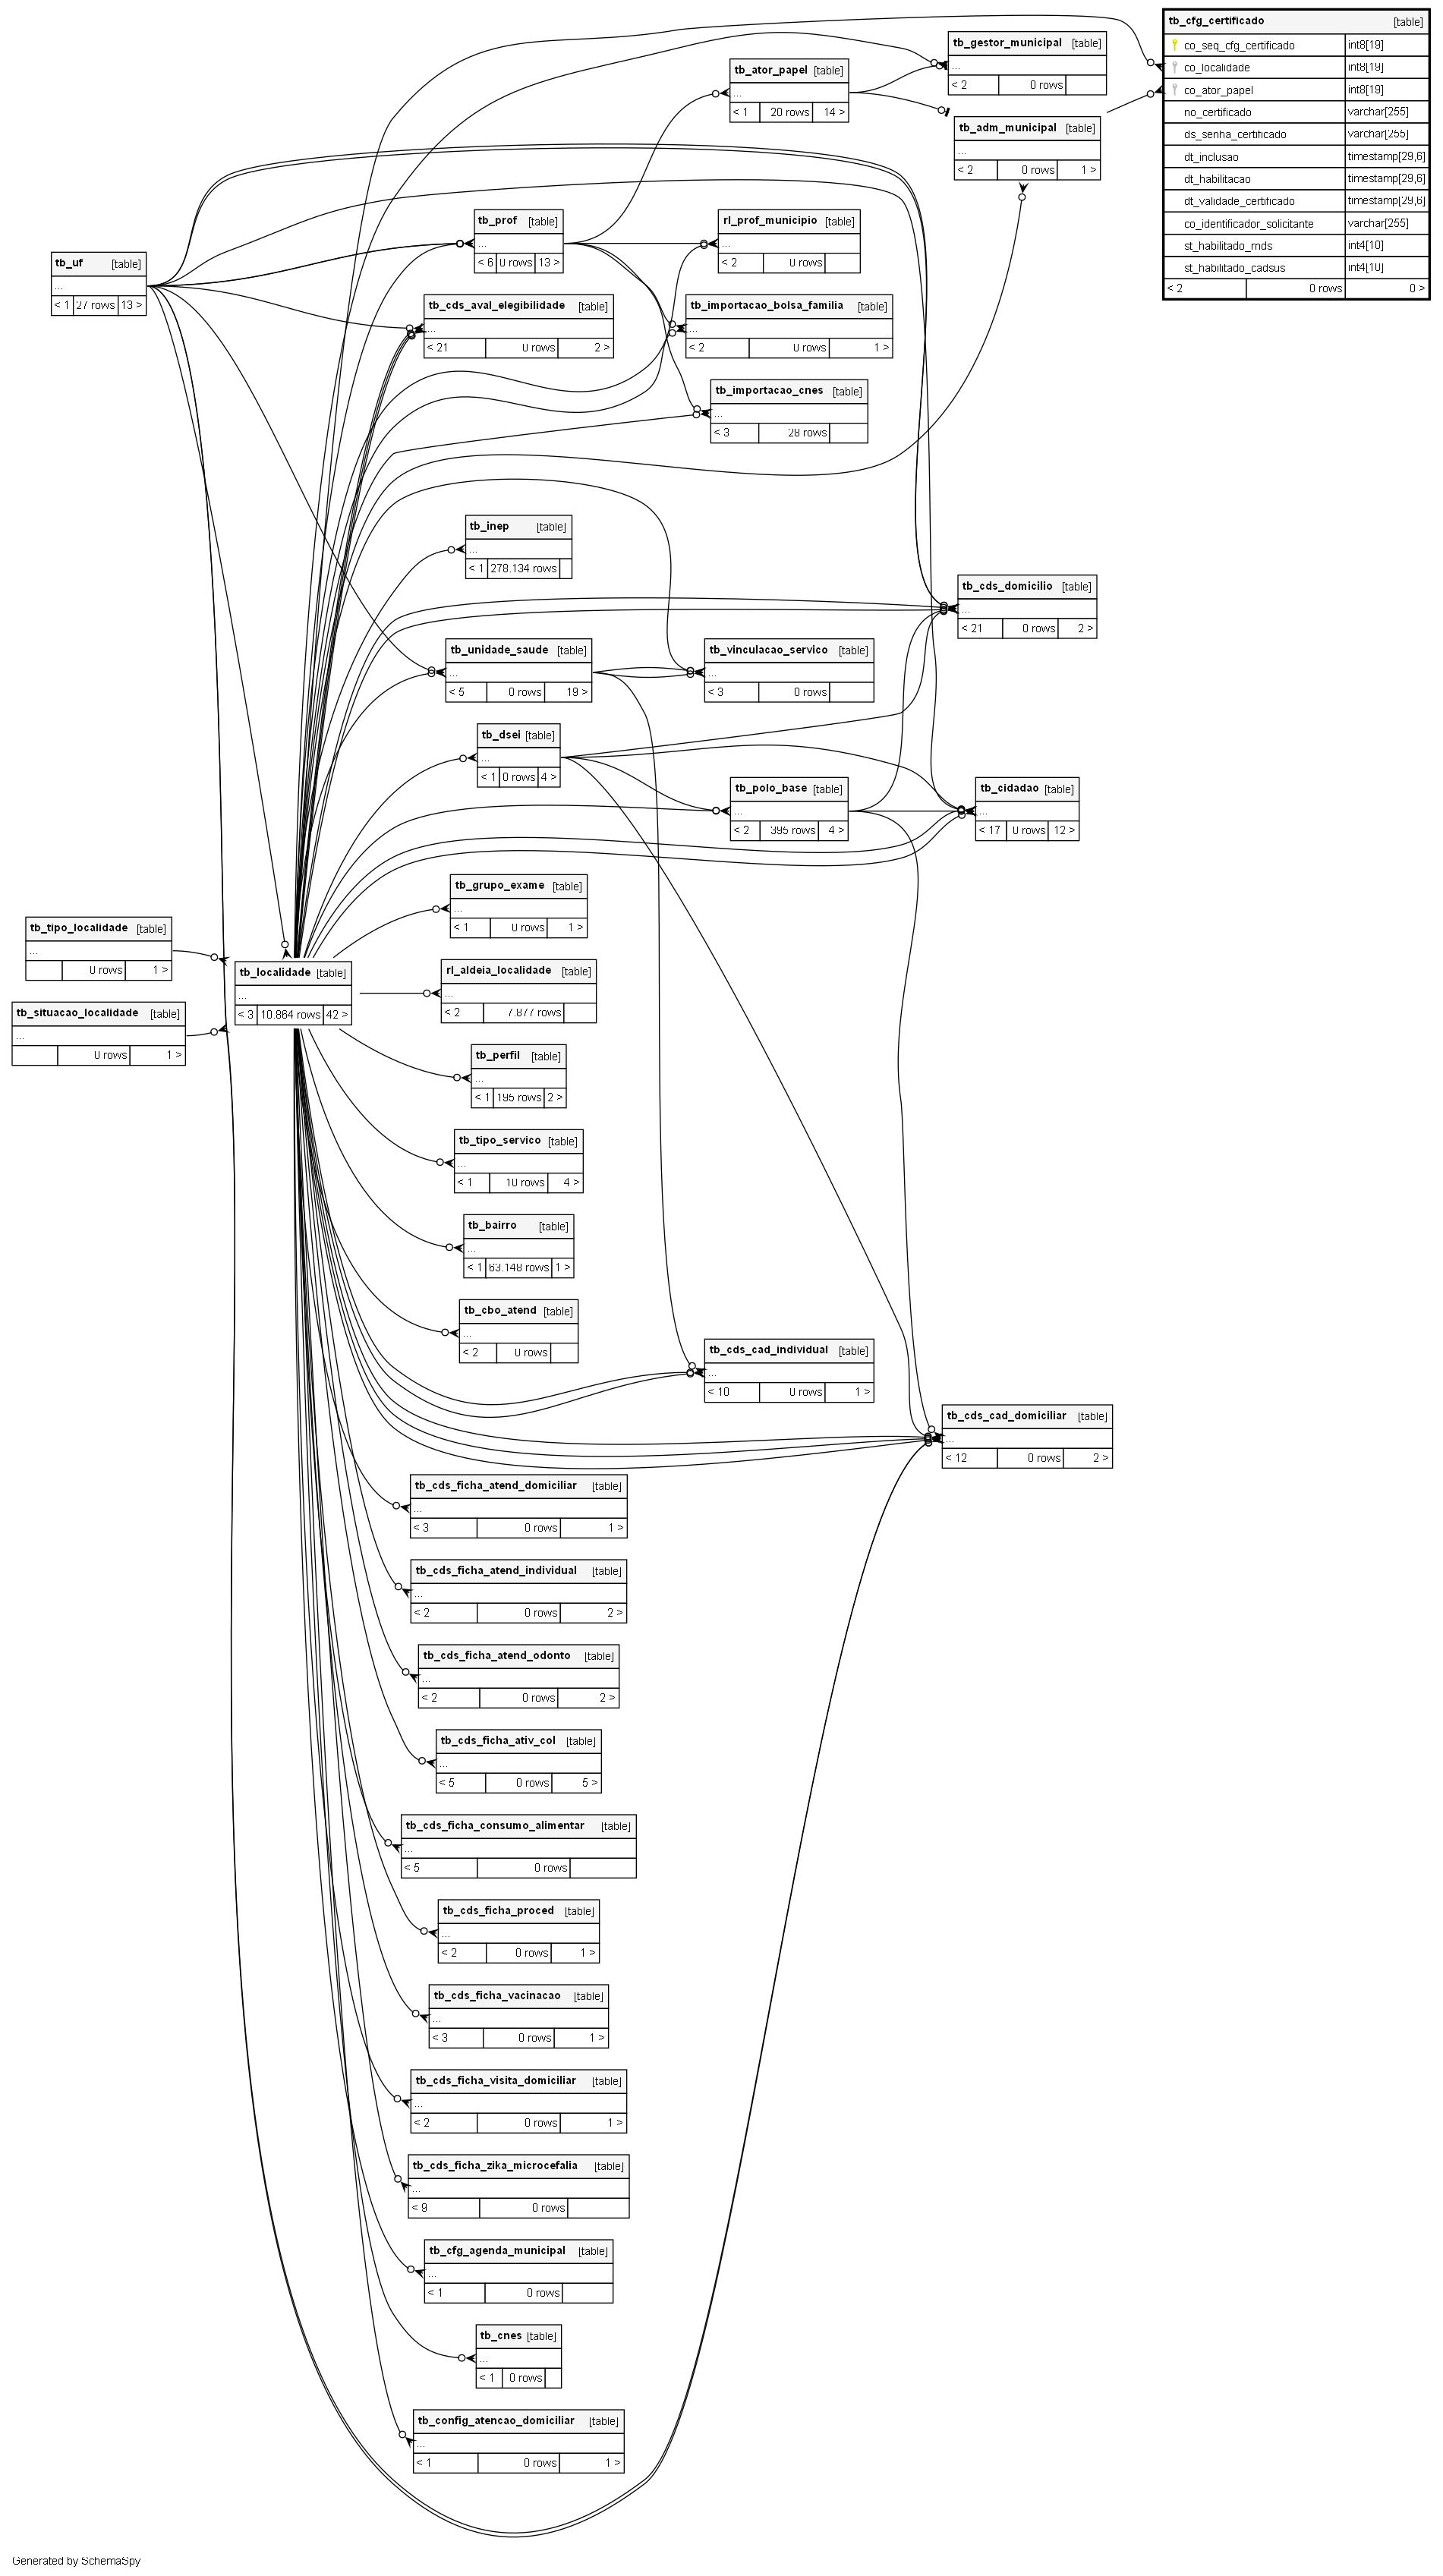 tb_cfg_certificado [table]
co_seq_cfg_certificado int8[19]
co_localidade int8[19]
co_ator_papel int8[19]
no_certificado varchar[255]
ds_senha_certificado varchar[255]
dt_inclusao timestamp[29,6]
dt_habilitacao timestamp[29,6]
dt_validade_certificado timestamp[29,6]
co_identificador_solicitante varchar[255]
st_habilitado_rnds int4[10]
st_habilitado_cadsus int4[10]
< 2 0 rows 0 >
tb_gestor_municipal [table]
...
< 2 0 rows
tb_ator_papel [table]
...
< 1 20 rows 14 >
tb_adm_municipal [table]
...
< 2 0 rows 1 >
tb_prof [table]
...
< 6 0 rows 13 >
rl_prof_municipio [table]
...
< 2 0 rows
tb_uf [table]
...
< 1 27 rows 13 >
tb_cds_aval_elegibilidade [table]
...
< 21 0 rows 2 >
tb_importacao_bolsa_familia [table]
...
< 2 0 rows 1 >
tb_importacao_cnes [table]
...
< 3 28 rows
tb_inep [table]
...
< 1 278.134 rows
tb_cds_domicilio [table]
...
< 21 0 rows 2 >
tb_unidade_saude [table]
...
< 5 0 rows 19 >
tb_vinculacao_servico [table]
...
< 3 0 rows
tb_dsei [table]
...
< 1 0 rows 4 >
tb_polo_base [table]
...
< 2 395 rows 4 >
tb_cidadao [table]
...
< 17 0 rows 12 >
tb_grupo_exame [table]
...
< 1 0 rows 1 >
tb_tipo_localidade [table]
...
0 rows 1 >
tb_localidade [table]
...
< 3 10.864 rows 42 >
rl_aldeia_localidade [table]
...
< 2 7.877 rows
tb_situacao_localidade [table]
...
0 rows 1 >
tb_perfil [table]
...
< 1 195 rows 2 >
tb_tipo_servico [table]
...
< 1 10 rows 4 >
tb_bairro [table]
...
< 1 63.148 rows 1 >
tb_cbo_atend [table]
...
< 2 0 rows
tb_cds_cad_individual [table]
...
< 10 0 rows 1 >
tb_cds_cad_domiciliar [table]
...
< 12 0 rows 2 >
tb_cds_ficha_atend_domiciliar [table]
...
< 3 0 rows 1 >
tb_cds_ficha_atend_individual [table]
...
< 2 0 rows 2 >
tb_cds_ficha_atend_odonto [table]
...
< 2 0 rows 2 >
tb_cds_ficha_ativ_col [table]
...
< 5 0 rows 5 >
tb_cds_ficha_consumo_alimentar [table]
...
< 5 0 rows
tb_cds_ficha_proced [table]
...
< 2 0 rows 1 >
tb_cds_ficha_vacinacao [table]
...
< 3 0 rows 1 >
tb_cds_ficha_visita_domiciliar [table]
...
< 2 0 rows 1 >
tb_cds_ficha_zika_microcefalia [table]
...
< 9 0 rows
tb_cfg_agenda_municipal [table]
...
< 1 0 rows
tb_cnes [table]
...
< 1 0 rows
tb_config_atencao_domiciliar [table]
...
< 1 0 rows 1 >
Generated by SchemaSpy